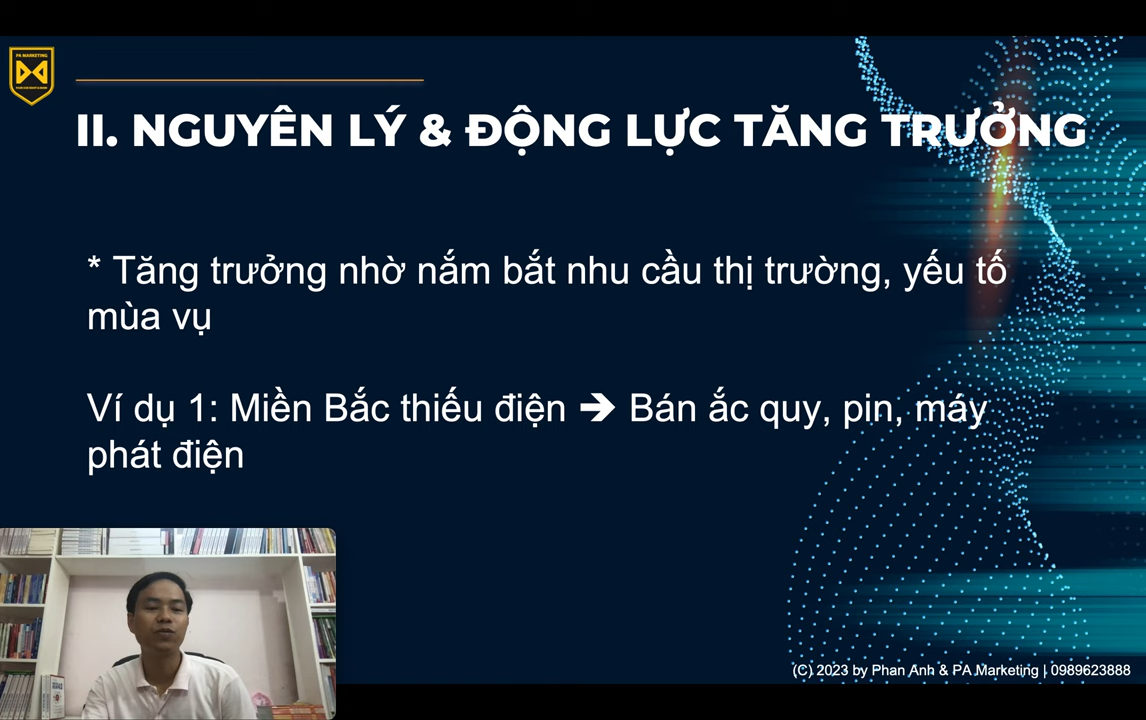 PA MARKETING
II. NGUYÊN LÝ & ĐỘNG LỰC TĂNG TRƯỞNG
* Tăng trưởng nhờ nắm bắt nhu cầu thị trường, yếu tố
mùa vụ
Ví dụ 1: Miền Bắc thiếu điện ➔ Bán ắc quy, pin, máy
phát điện
(C) 2023 by Phan Anh & PA Marketing | 0989623888